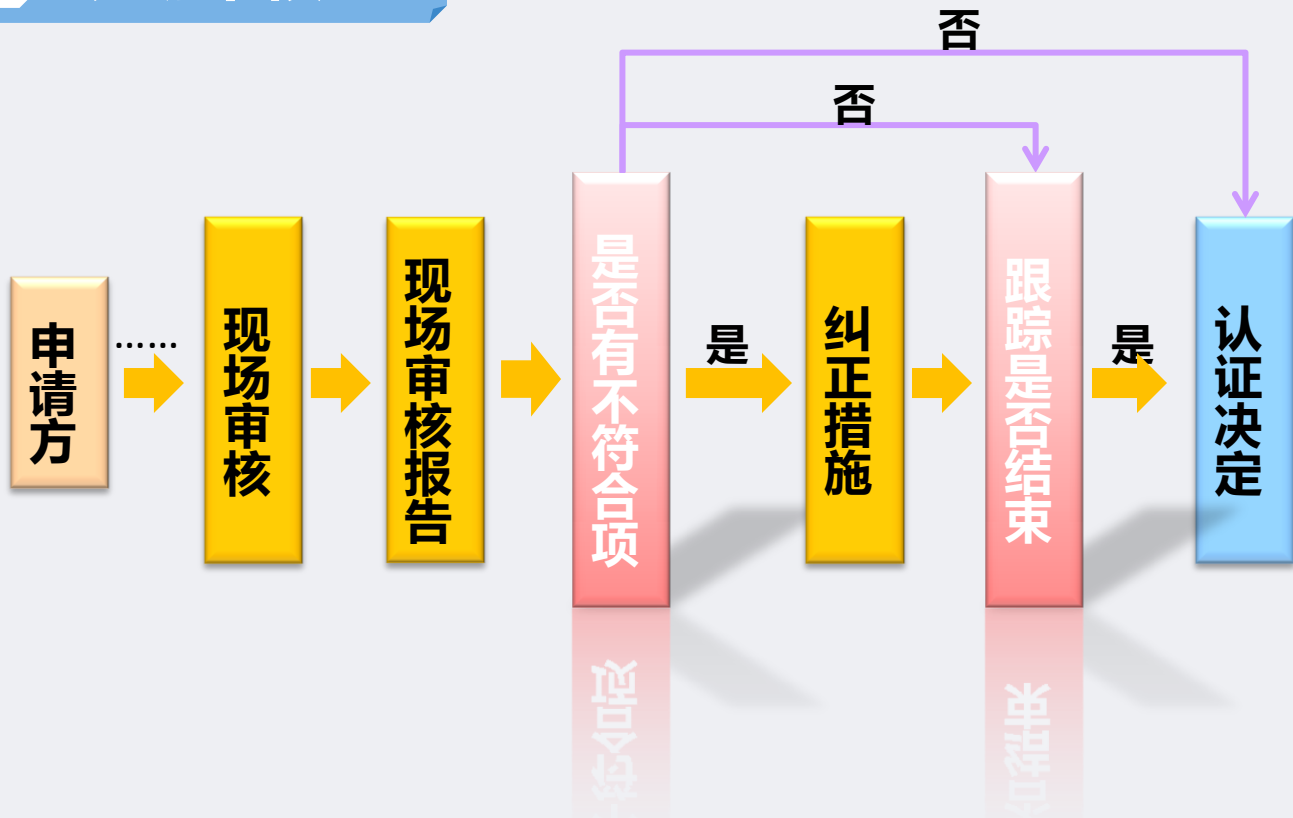 否
否
申请方
……
现场审核
现场审核报告
是否有不符合项
是
纠正措施
跟踪是否结束
是
认证决定